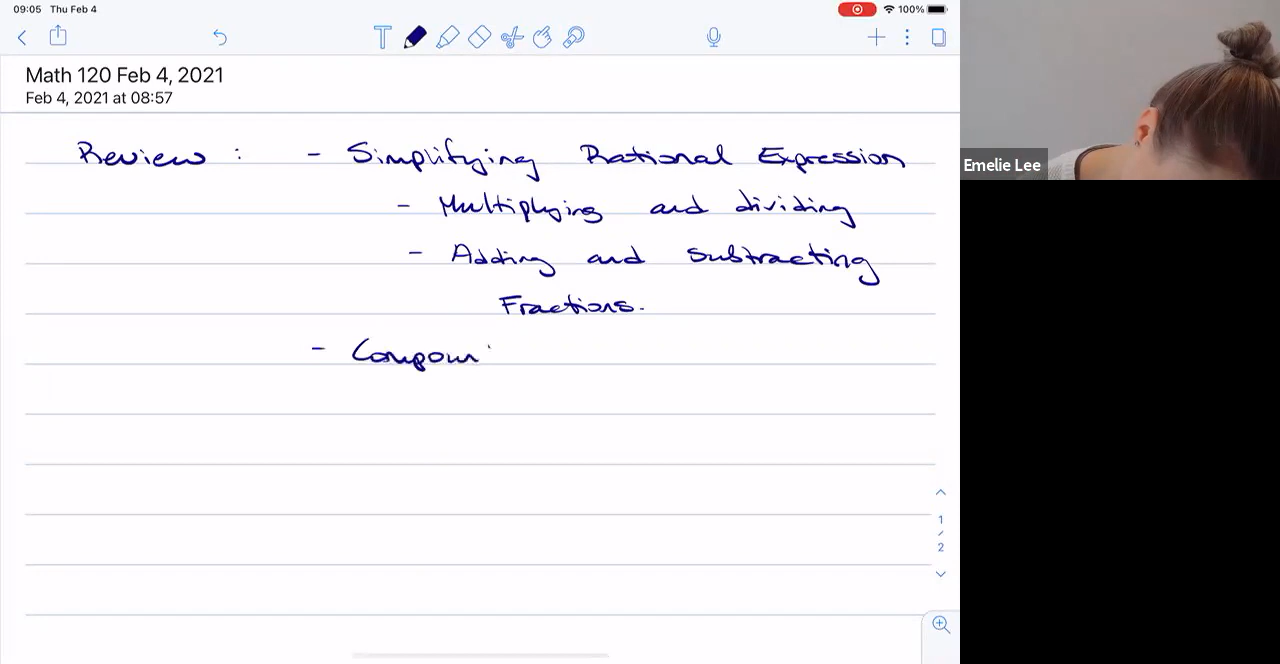 09:05 Thu Feb 4 100%
Math 120 Feb 4, 2021
Feb 4, 2021 at 08:57
Review : - Simplifying Rational Expression
- Multiplying and dividing
- Adding and subtracting
Fractions.
- Compoun
Emelie Lee
1
/
2